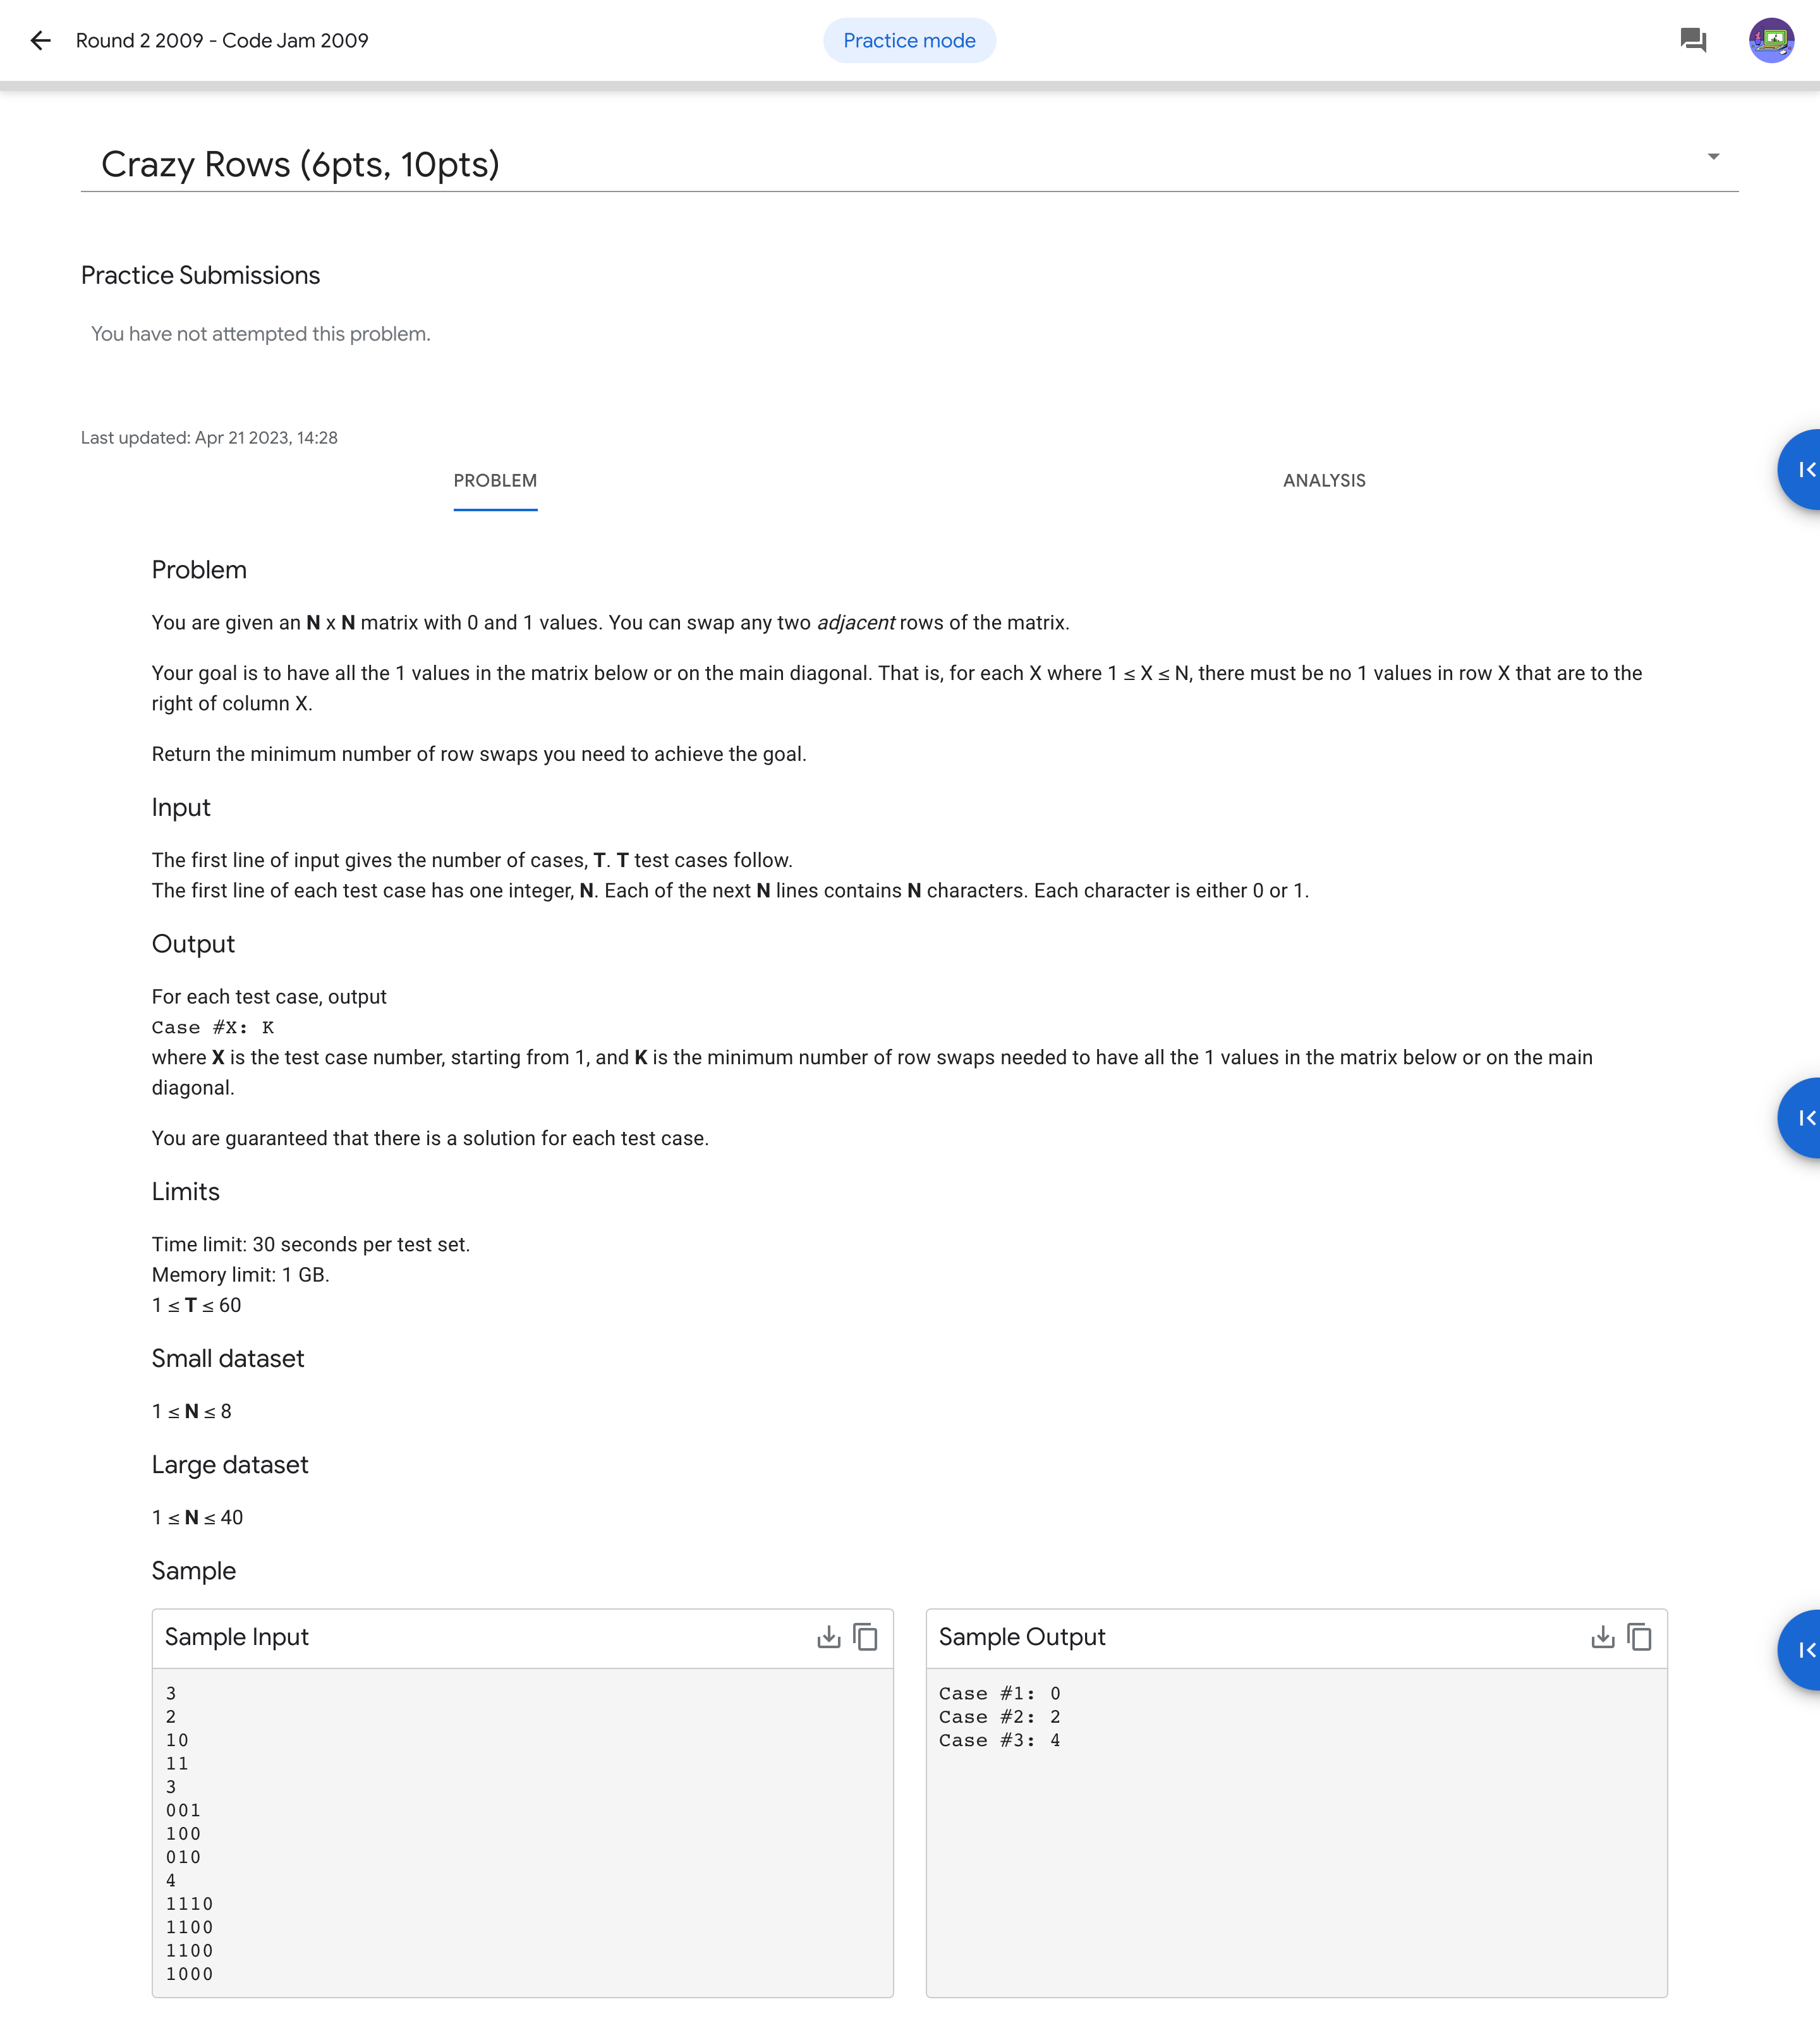 Round 2 2009 - Code Jam 2009
Practice mode
Crazy Rows (6pts, 10pts)
Practice Submissions
You have not attempted this problem.
Last updated: Apr 21 2023, 14:28
PROBLEM
ANALYSIS
Problem
You are given an N x N matrix with 0 and 1 values. You can swap any two adjacent rows of the matrix.
Your goal is to have all the 1 values in the matrix below or on the main diagonal. That is, for each X where 1 ≤ X ≤ N, there must be no 1 values in row X that are to the
right of column X.
Return the minimum number of row swaps you need to achieve the goal.
Input
The first line of input gives the number of cases, T. T test cases follow.
The first line of each test case has one integer, N. Each of the next N lines contains N characters. Each character is either 0 or 1.
Output
For each test case, output
Case #X: K
where X is the test case number, starting from 1, and K is the minimum number of row swaps needed to have all the 1 values in the matrix below or on the main
diagonal.
You are guaranteed that there is a solution for each test case.
Limits
Time limit: 30 seconds per test set.
Memory limit: 1 GB.
1 ≤ T ≤ 60
Small dataset
1 ≤ N ≤ 8
Large dataset
1 ≤ N ≤ 40
Sample
Sample Input
3
2
10
11
3
001
100
010
4
1110
1100
1100
1000
Sample Output
Case #1: 0
Case #2: 2
Case #3: 4